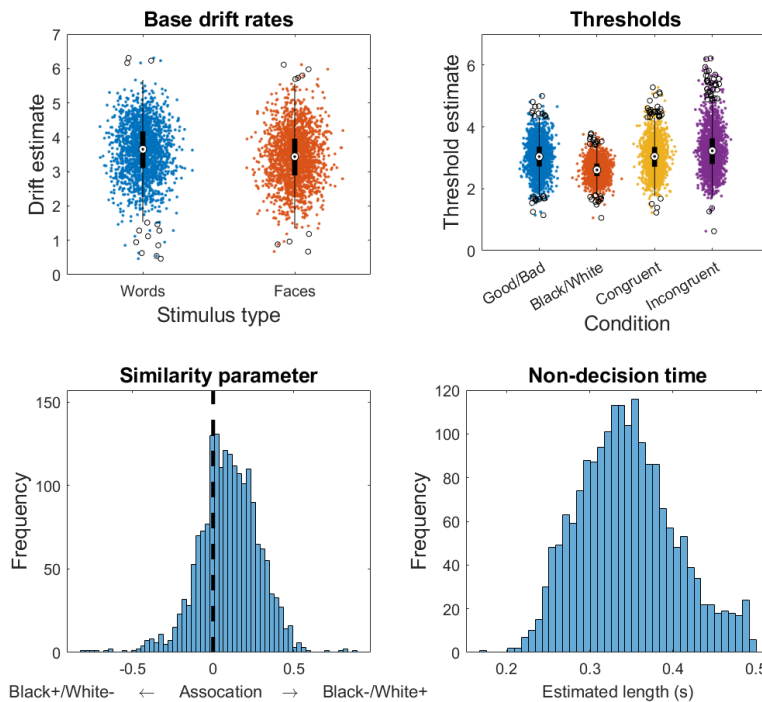 Base drift rates
7
6
5
4
3
2
1
0
Drift estimate
Words
Faces
Stimulus type
Thresholds
6
4
2
0
Threshold estimate
Good/Bad
Black/White
Congruent
Incongruent
Condition
Similarity parameter
150
100
50
0
Frequency
-0.5
0
0.5
Black+/White- ← Assocation → Black-/White+
Non-decision time
120
100
80
60
40
20
0
Frequency
0.2
0.3
0.4
0.5
Estimated length (s)